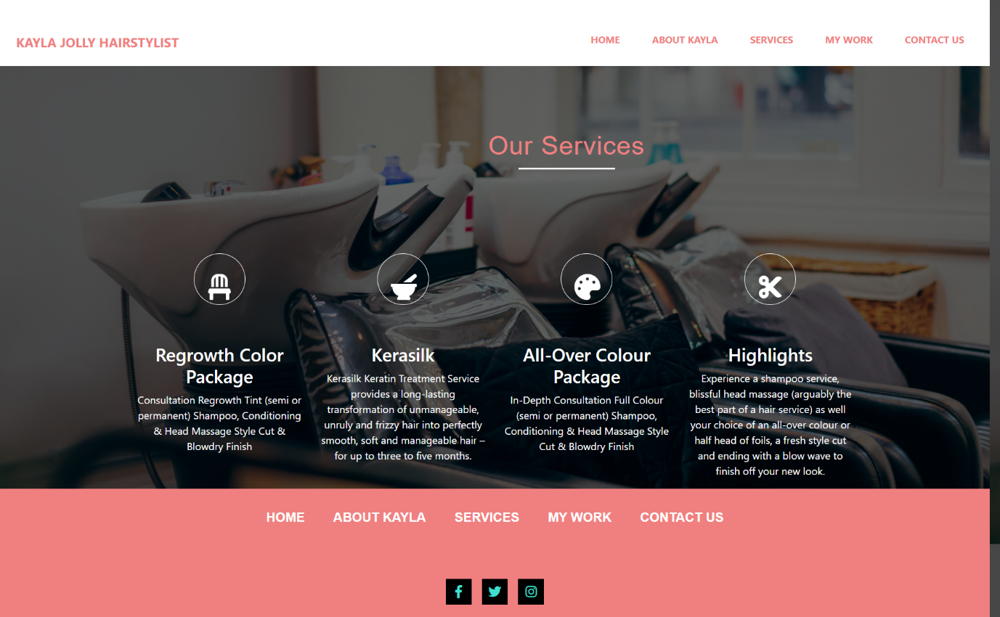 KAYLA JOLLY HAIRSTYLIST
HOME ABOUT KAYLA SERVICES MY WORK CONTACT US
Our Services
Regrowth Color
Package
Consultation Regrowth Tint (semi or
permanent) Shampoo, Conditioning
& Head Massage Style Cut &
Blowdry Finish
Kerasilk
Kerasilk Keratin Treatment Service
provides a long-lasting
transformation of unmanageable,
unruly and frizzy hair into perfectly
smooth, soft and manageable hair –
for up to three to five months.
All-Over Colour
Package
In-Depth Consultation Full Colour
(semi or permanent) Shampoo,
Conditioning & Head Massage Style
Cut & Blowdry Finish
Highlights
Experience a shampoo service,
blissful head massage (arguably the
best part of a hair service) as well
your choice of an all-over colour or
half head of foils, a fresh style cut
and ending with a blow wave to
finish off your new look.
HOME ABOUT KAYLA SERVICES MY WORK CONTACT US